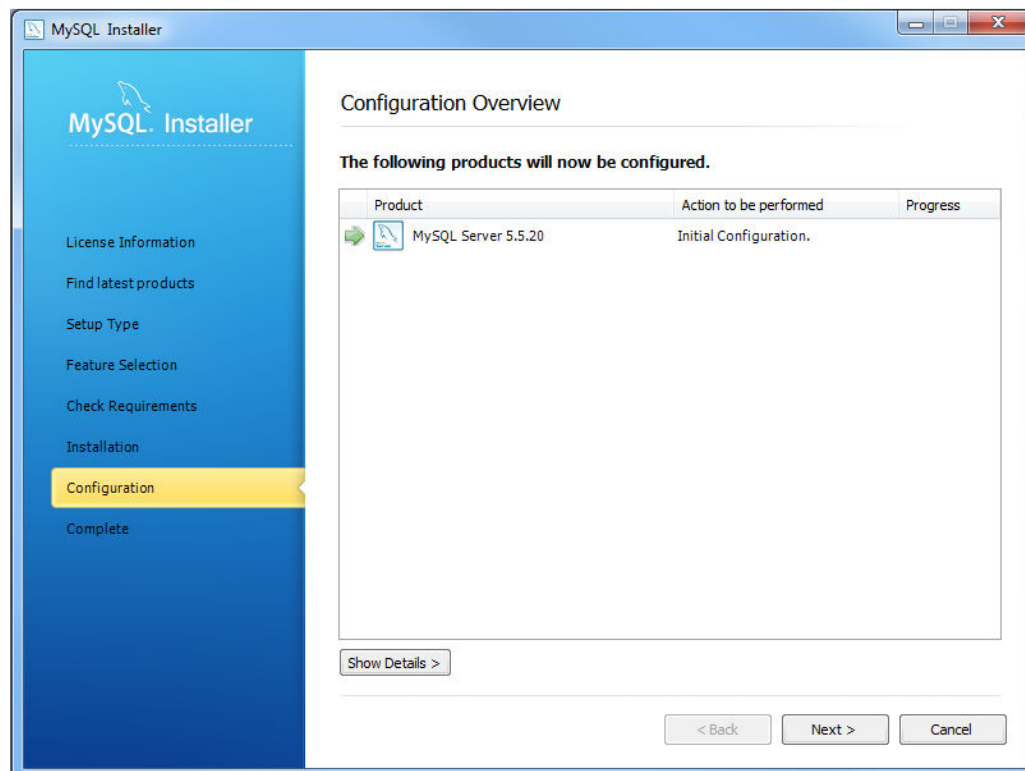 MySQL Installer
MySQL. Installer
License Information
Find latest products
Setup Type
Feature Selection
Check Requirements
Installation
Configuration
Complete
Configuration Overview
The following products will now be configured.
Product Action to be performed Progress
MySQL Server 5.5.20 Initial Configuration.
Show Details >
< Back Next > Cancel